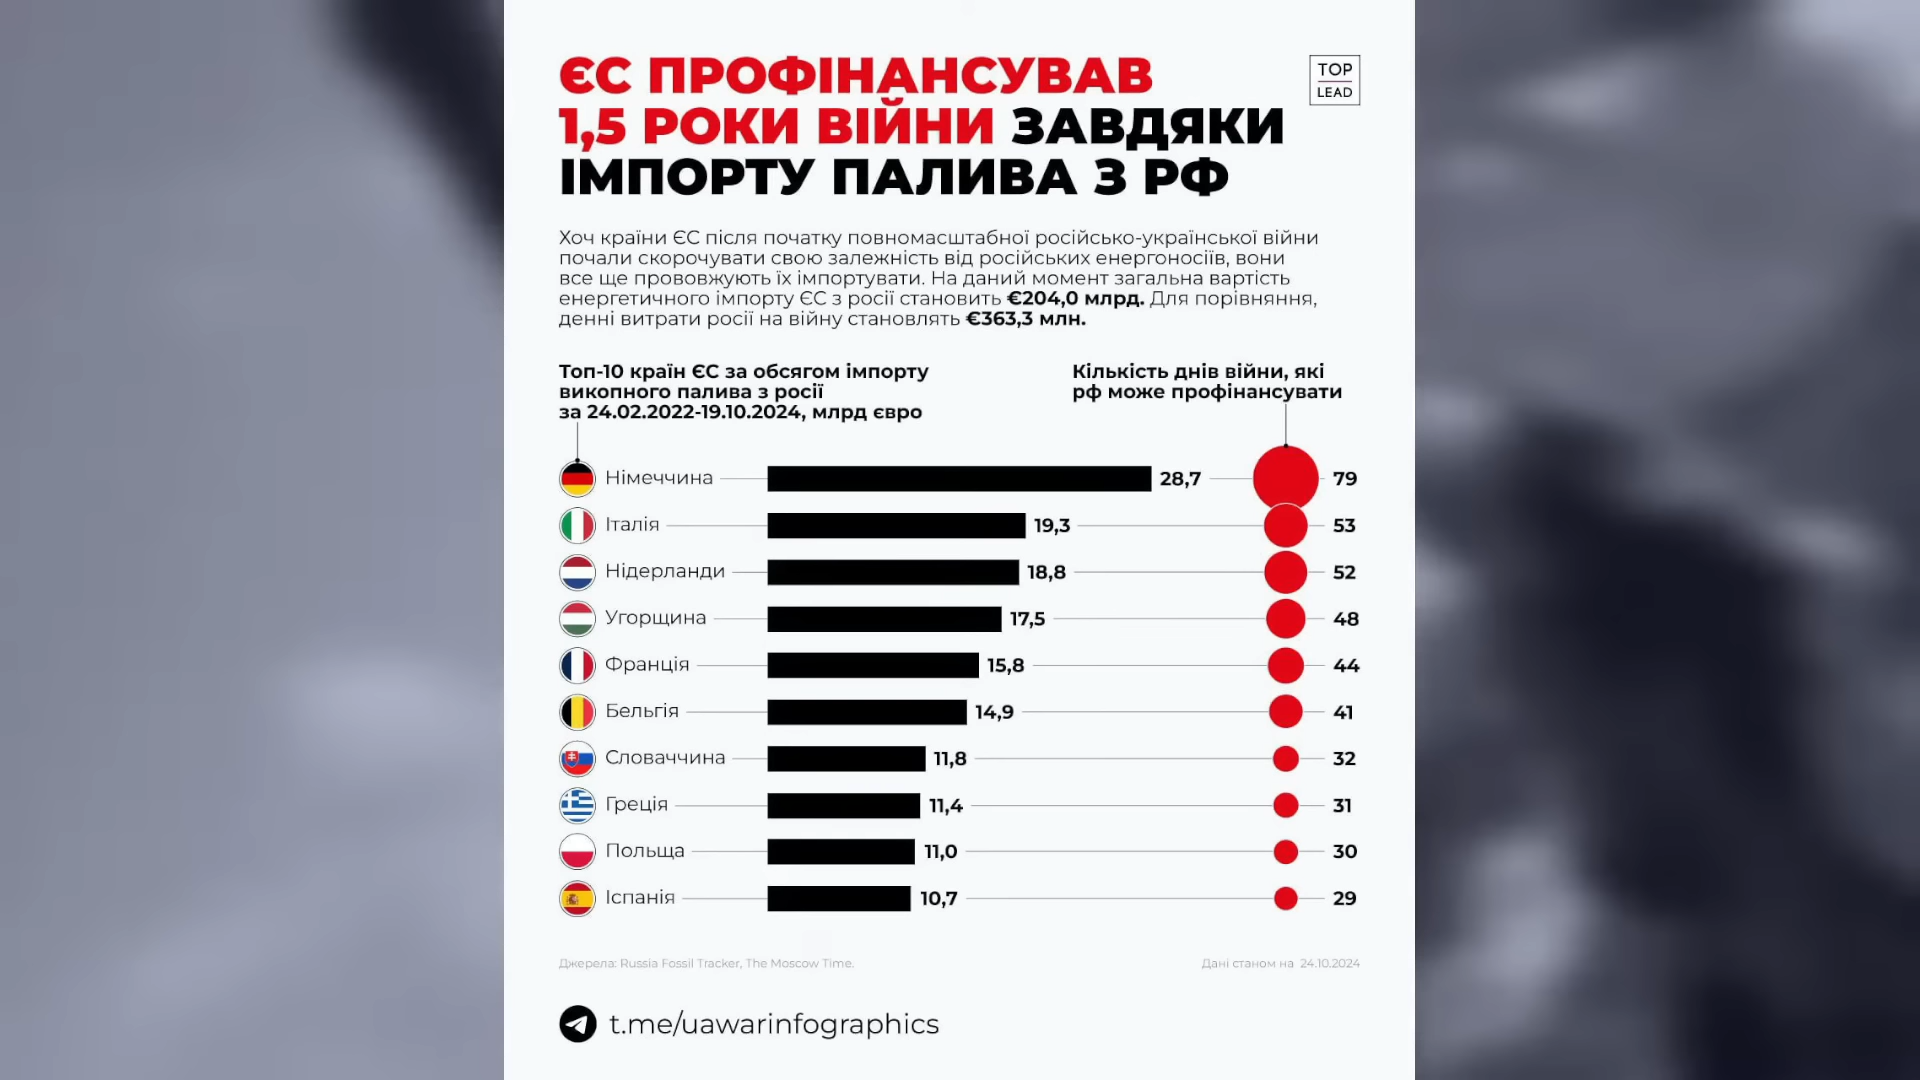 ЄС ПРОФІНАНСУВАВ
1,5 РОКИ ВІЙНИ ЗАВДЯКИ
ІМПОРТУ ПАЛИВА З РФ
TOP
LEAD
Хоч країни ЄС після початку повномасштабної російсько-української війни
почали скорочувати свою залежність від російських енергоносіїв, вони
все ще прововжують їх імпортувати. На даний момент загальна вартість
енергетичного імпорту ЄС з росії становить €204,0 млрд. Для порівняння,
денні витрати росії на війну становлять €363,3 млн.
Топ-10 країн ЄС за обсягом імпорту
викопного палива з росії
за 24.02.2022-19.10.2024, млрд євро
Кількість днів війни, які
рф може профінансувати
Німеччина 28,7 79
Італія 19,3 53
Нідерланди 18,8 52
Угорщина 17,5 48
Франція 15,8 44
Бельгія 14,9 41
Словаччина 11,8 32
Греція 11,4 31
Польща 11,0 30
Іспанія 10,7 29
Джерела: Russia Fossil Tracker, The Moscow Time.
Дані станом на 24.10.2024
t.me/uawarinfographics